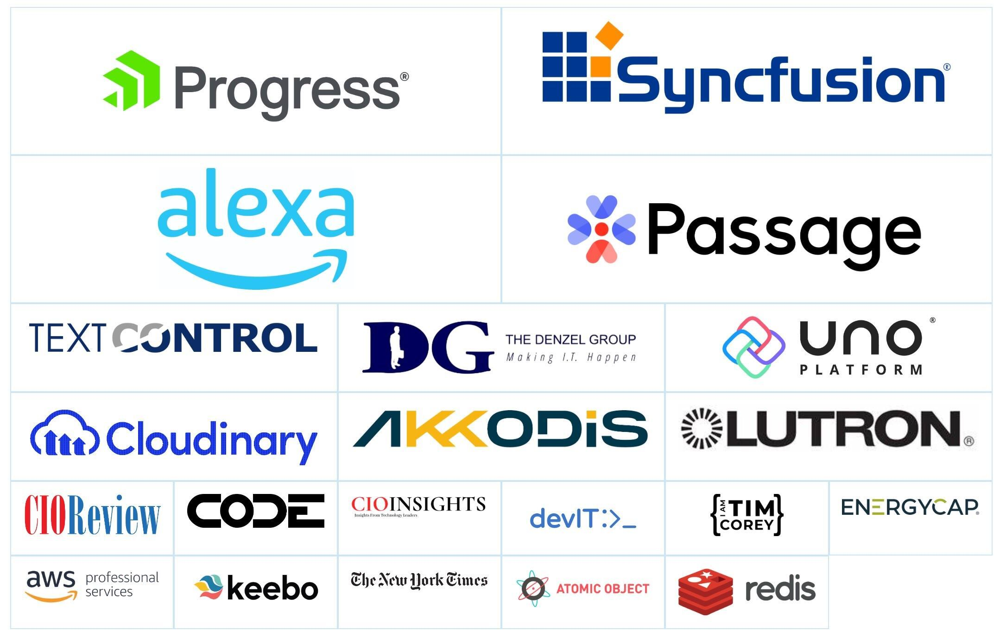 Progress®
Syncfusion®
alexa
Passage
TEXT CONTROL
DG
THE DENZEL GROUP
Making I.T. Happen
UNO®
PLATFORM
Cloudinary
AKKODiS
LUTRON®
CIOReview
CODE
CIOINSIGHTS
Insights From Technology Leaders
devIT:>_
{I AM TIM
COREY}
ENERGYCAP®
aws professional
services
keebo
The New York Times
ATOMIC OBJECT
redis